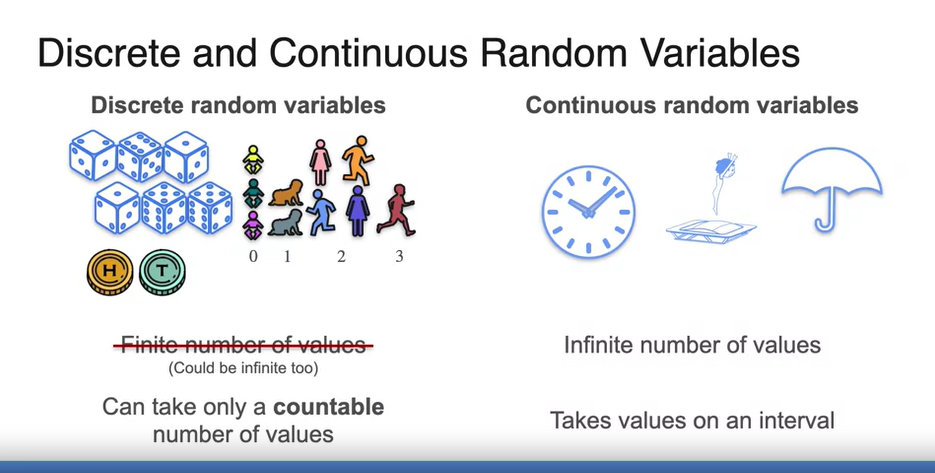 Discrete and Continuous Random Variables
Discrete random variables
Continuous random variables
0 1 2 3
H T
Finite number of values
(Could be infinite too)
Can take only a countable
number of values
Infinite number of values
Takes values on an interval